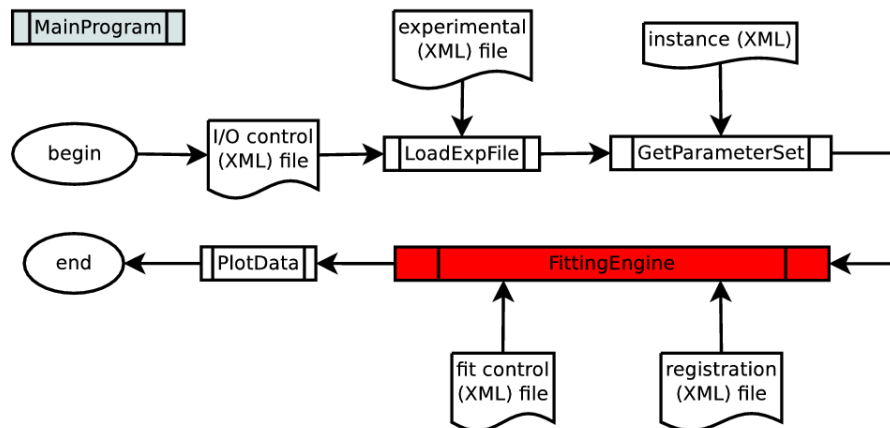 MainProgram
experimental
(XML) file
instance (XML)
begin
I/O control
(XML) file
LoadExpFile
GetParameterSet
end
PlotData
FittingEngine
fit control
(XML) file
registration
(XML) file